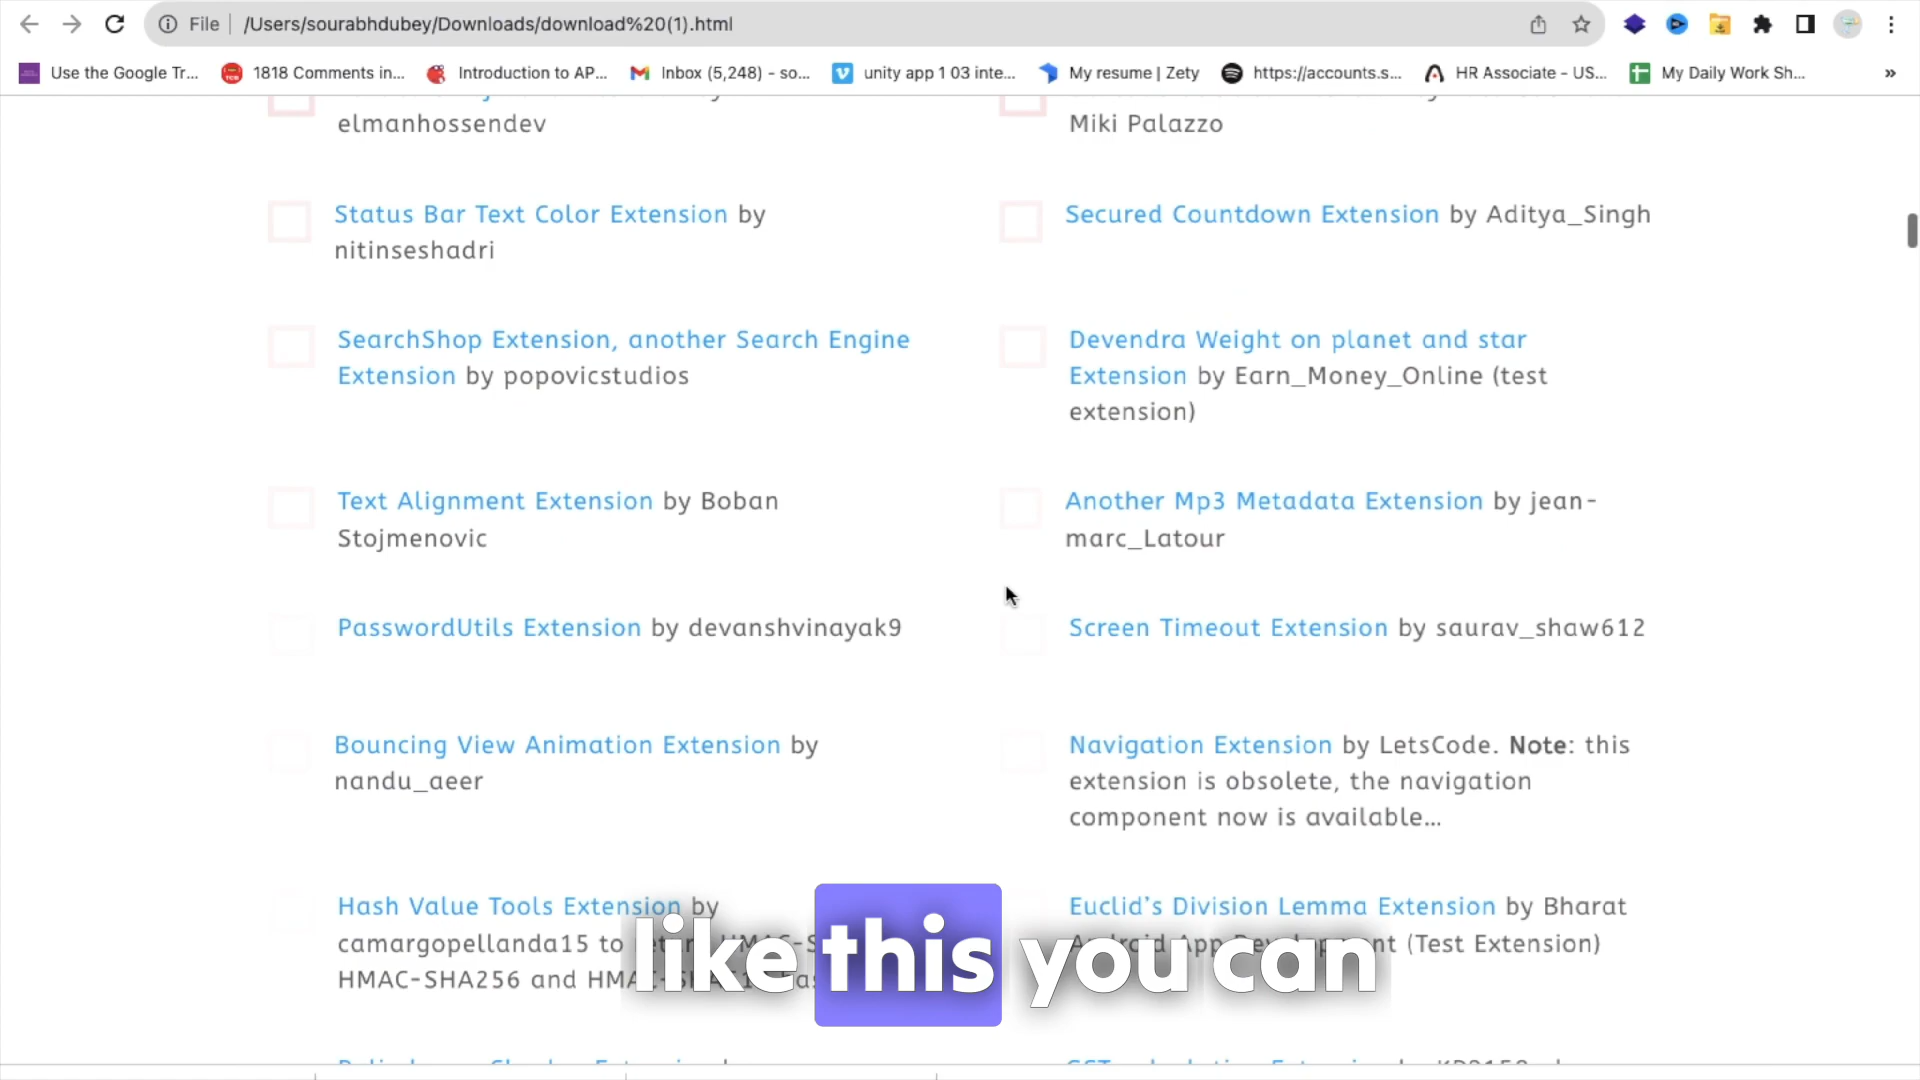 File
/Users/sourabhdubey/Downloads/download%20(1).html
Use the Google Tr...
1818 Comments in...
Introduction to AP...
Inbox (5,248) - so...
unity app 1 03 inte...
My resume | Zety
https://accounts.s...
HR Associate - US...
My Daily Work Sh...
»
elmanhossendev
Miki Palazzo
Status Bar Text Color Extension by
nitinseshadri
Secured Countdown Extension by Aditya_Singh
SearchShop Extension, another Search Engine
Extension by popovicstudios
Devendra Weight on planet and star
Extension by Earn_Money_Online (test
extension)
Text Alignment Extension by Boban
Stojmenovic
Another Mp3 Metadata Extension by jean-
marc_Latour
PasswordUtils Extension by devanshvinayak9
Screen Timeout Extension by saurav_shaw612
Bouncing View Animation Extension by
nandu_aeer
Navigation Extension by LetsCode. Note: this
extension is obsolete, the navigation
component now is available...
Hash Value Tools Extension by
camargopellanda15 to
HMAC-SHA256 and
Euclid's Division Lemma Extension by Bharat
Android App Development (Test Extension)
like this you can